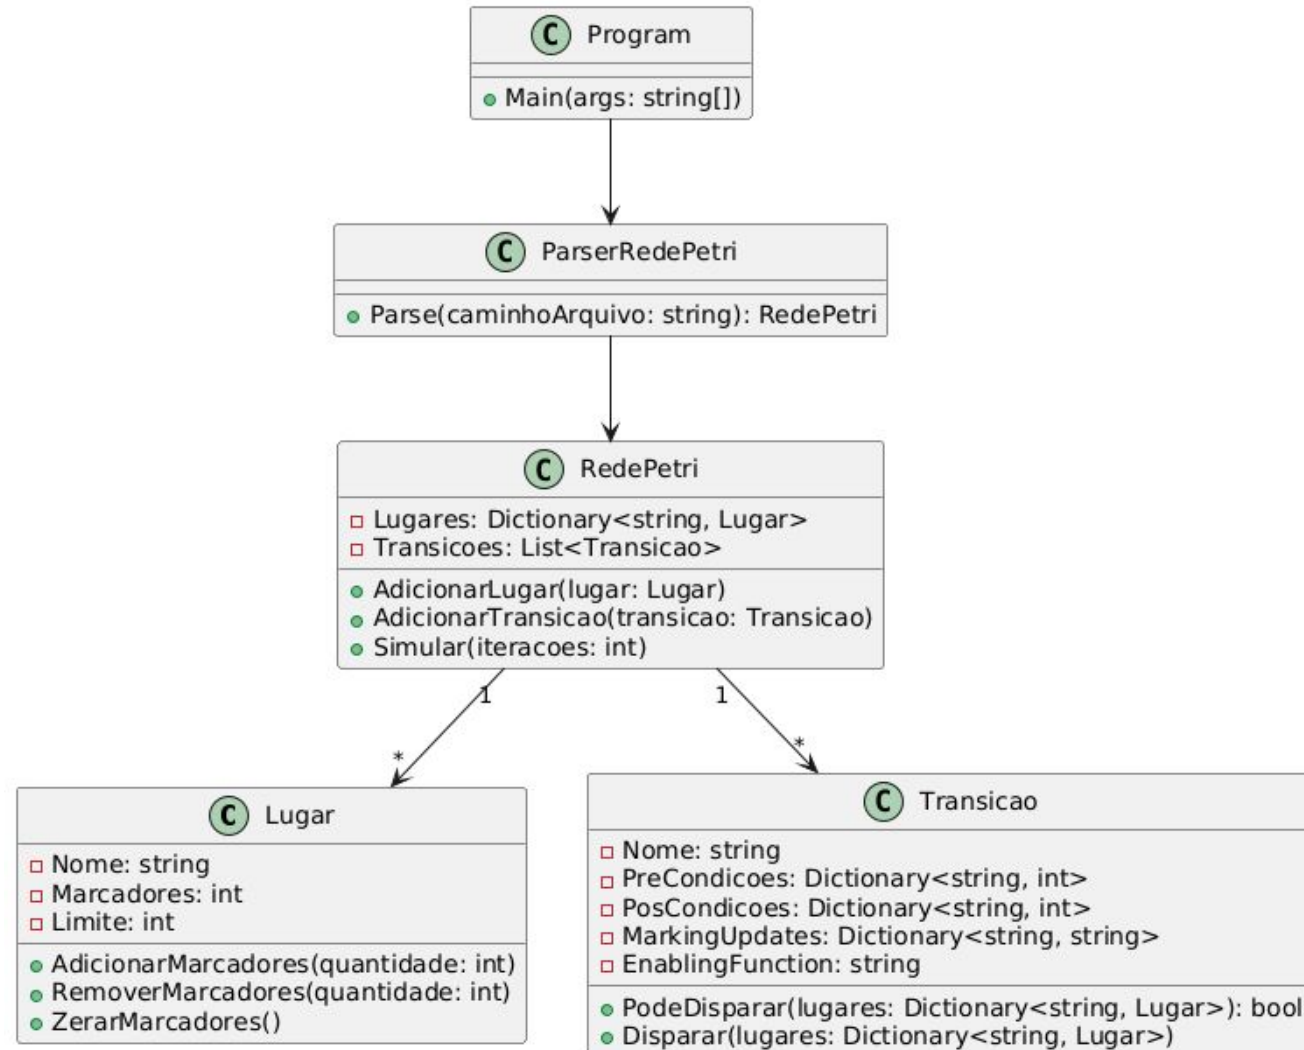 C Program
Main(args: string[])
C ParserRedePetri
Parse(caminhoArquivo: string): RedePetri
C RedePetri
Lugares: Dictionary<string, Lugar>
Transicoes: List<Transicao>
AdicionarLugar(lugar: Lugar)
AdicionarTransicao(transicao: Transicao)
Simular(iteracoes: int)
1
1
*
*
C Lugar
Nome: string
Marcadores: int
Limite: int
AdicionarMarcadores(quantidade: int)
RemoverMarcadores(quantidade: int)
ZerarMarcadores()
C Transicao
Nome: string
PreCondicoes: Dictionary<string, int>
PosCondicoes: Dictionary<string, int>
MarkingUpdates: Dictionary<string, string>
EnablingFunction: string
PodeDisparar(lugares: Dictionary<string, Lugar>): bool
Disparar(lugares: Dictionary<string, Lugar>)